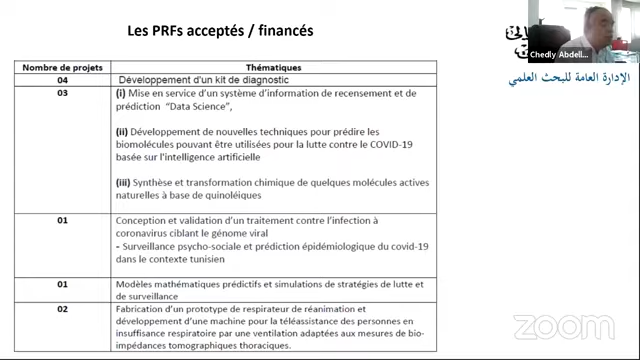 Les PRFs acceptés / financés
Chedly Abdell...
الإدارة العامة للبحث العلمي
Nombre de projets Thématiques
04 Développement d'un kit de diagnostic
03 (i) Mise en service d'un système d'information de recensement et de
prédiction "Data Science",
(ii) Développement de nouvelles techniques pour prédire les
biomolécules pouvant être utilisées pour la lutte contre le COVID-19
basée sur l'intelligence artificielle
(iii) Synthèse et transformation chimique de quelques molécules actives
naturelles à base de quinoléiques
01 Conception et validation d'un traitement contre l'infection à
coronavirus ciblant le génome viral
- Surveillance psycho-sociale et prédiction épidémiologique du covid-19
dans le contexte tunisien
01 Modèles mathématiques prédictifs et simulations de stratégies de lutte et
de surveillance
02 Fabrication d'un prototype de respirateur de réanimation et
développement d'une machine pour la téléassistance des personnes en
insuffisance respiratoire par une ventilation adaptées aux mesures de bio-
impédances tomographiques thoraciques.
zoom